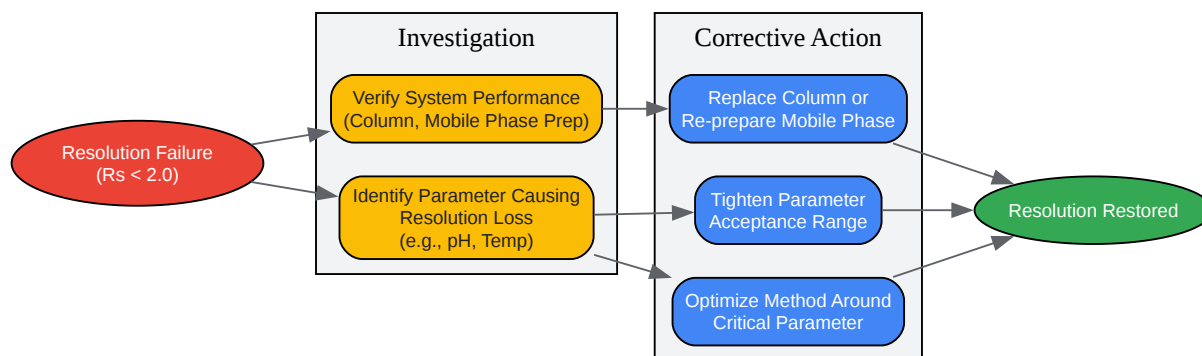 Resolution Failure
(Rs < 2.0)
Investigation
Verify System Performance
(Column, Mobile Phase Prep)
Identify Parameter Causing
Resolution Loss
(e.g., pH, Temp)
Corrective Action
Replace Column or
Re-prepare Mobile Phase
Tighten Parameter
Acceptance Range
Optimize Method Around
Critical Parameter
Resolution Restored